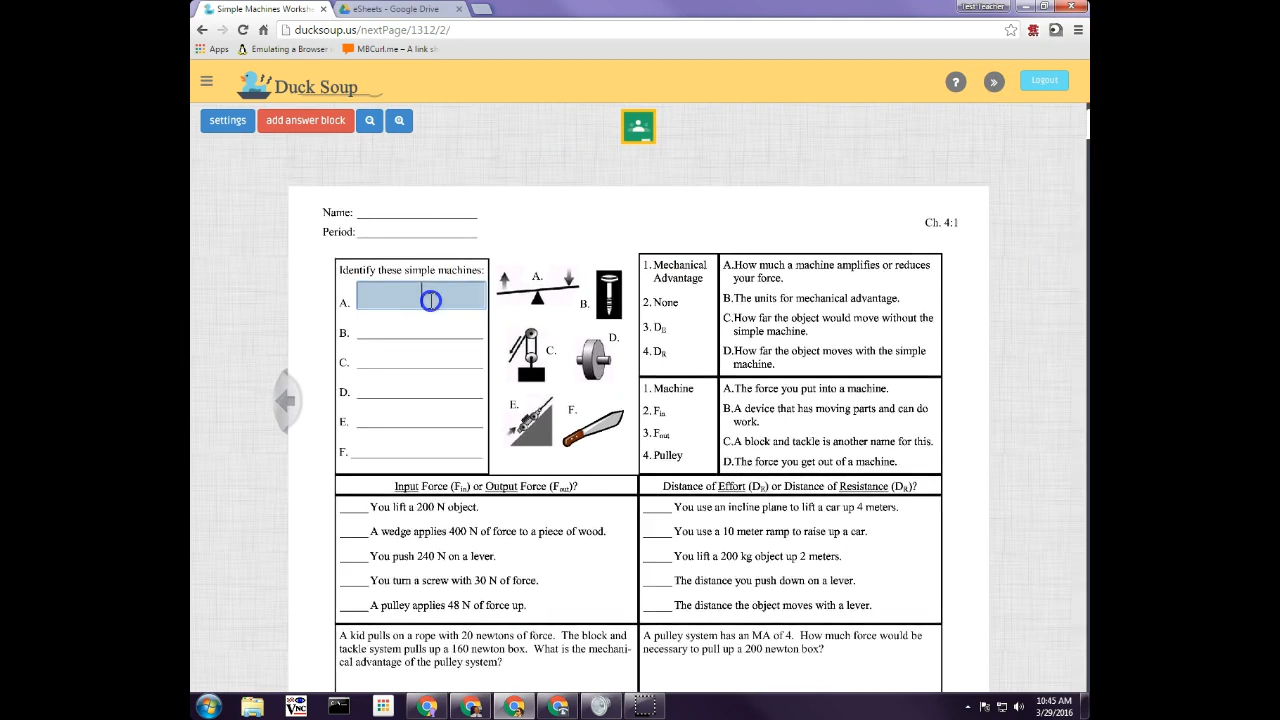 Simple Machines Workshe
eSheets - Google Drive
Test Teacher
ducksoup.us/nextPage/1312/2/
Apps
Emulating a Browser
MBCurl.me – A link sh
Duck Soup
?
»
Logout
settings
add answer block
Name:
Period:
Ch. 4:1
Identify these simple machines:
A.
B.
C.
D.
E.
F.
A.
B.
C.
D.
E.
F.
1. Mechanical Advantage
2. None
3. DE
4. DR
A.How much a machine amplifies or reduces
your force.
B.The units for mechanical advantage.
C.How far the object would move without the
simple machine.
D.How far the object moves with the simple
machine.
1. Machine
2. Fin
3. Fout
4. Pulley
A.The force you put into a machine.
B.A device that has moving parts and can do
work.
C.A block and tackle is another name for this.
D.The force you get out of a machine.
Input Force (Fin) or Output Force (Fout)?
_____ You lift a 200 N object.
_____ A wedge applies 400 N of force to a piece of wood.
_____ You push 240 N on a lever.
_____ You turn a screw with 30 N of force.
_____ A pulley applies 48 N of force up.
Distance of Effort (DE) or Distance of Resistance (DR)?
_____ You use an incline plane to lift a car up 4 meters.
_____ You use a 10 meter ramp to raise up a car.
_____ You lift a 200 kg object up 2 meters.
_____ The distance you push down on a lever.
_____ The distance the object moves with a lever.
A kid pulls on a rope with 20 newtons of force. The block and
tackle system pulls up a 160 newton box. What is the mechani-
cal advantage of the pulley system?
A pulley system has an MA of 4. How much force would be
necessary to pull up a 200 newton box?
10:45 AM
3/29/2016